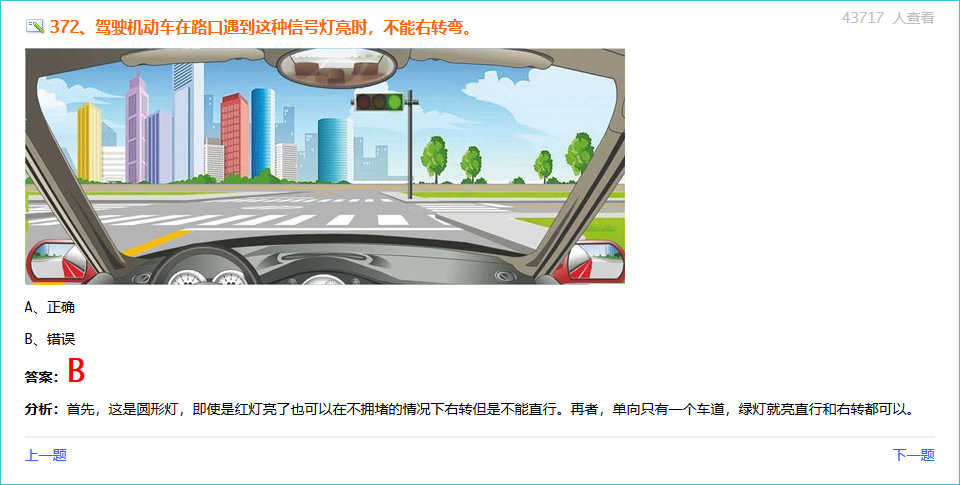 43717 人查看
372、驾驶机动车在路口遇到这种信号灯亮时，不能右转弯。
A、正确
B、错误
答案：B
分析：首先，这是圆形灯，即使是红灯亮了也可以在不拥堵的情况下右转但是不能直行。再者，单向只有一个车道，绿灯就亮直行和右转都可以。
上一题
下一题